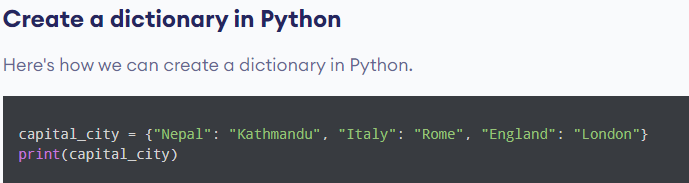 Create a dictionary in Python
Here's how we can create a dictionary in Python.
capital_city = {"Nepal": "Kathmandu", "Italy": "Rome", "England": "London"}
print(capital_city)